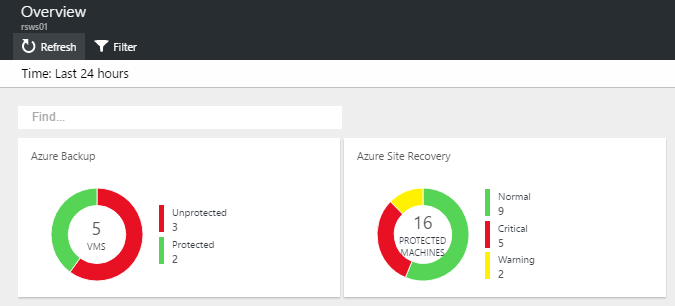 Overview
rsws01
Refresh Filter
Time: Last 24 hours
Find...
Azure Backup
5
VMS
Unprotected
3
Protected
2
Azure Site Recovery
16
PROTECTED
MACHINES
Normal
9
Critical
5
Warning
2